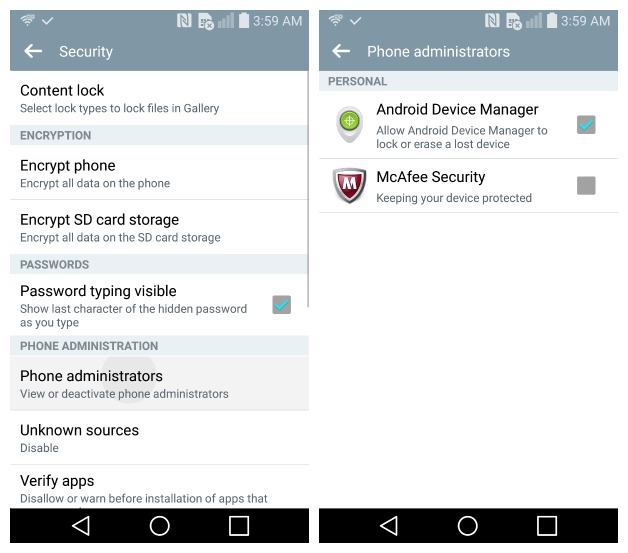 3:59 AM
Security
Content lock
Select lock types to lock files in Gallery
ENCRYPTION
Encrypt phone
Encrypt all data on the phone
Encrypt SD card storage
Encrypt all data on the SD card storage
PASSWORDS
Password typing visible
Show last character of the hidden password
as you type
PHONE ADMINISTRATION
Phone administrators
View or deactivate phone administrators
Unknown sources
Disable
Verify apps
Disallow or warn before installation of apps that
3:59 AM
Phone administrators
PERSONAL
Android Device Manager
Allow Android Device Manager to
lock or erase a lost device
M
McAfee Security
Keeping your device protected